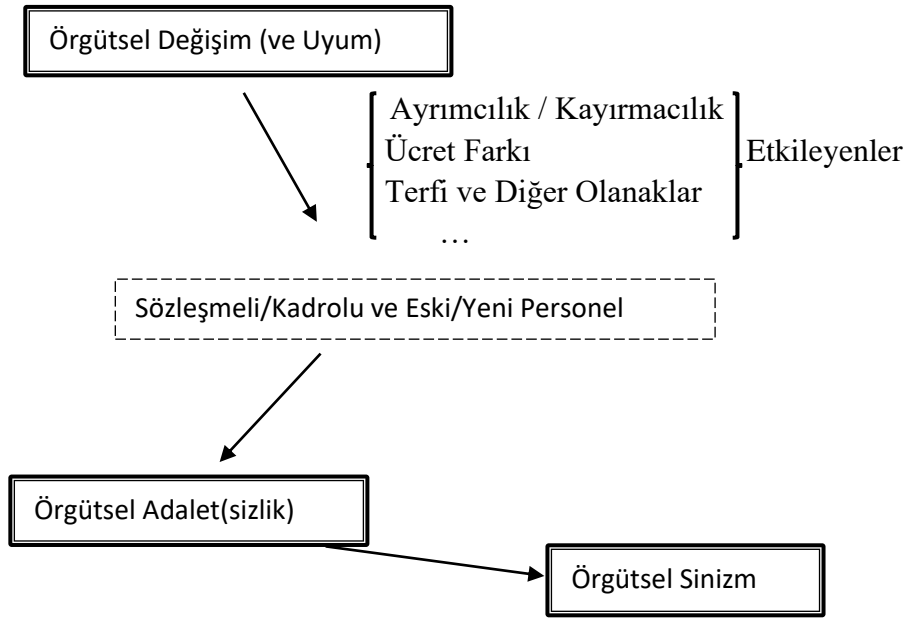 Örgütsel Değişim (ve Uyum)
Ayrımcılık / Kayırmacılık
Ücret Farkı
Etkileyenler
Terfi ve Diğer Olanaklar
…
Sözleşmeli/Kadrolu ve Eski/Yeni Personel
Örgütsel Adalet(sizlik)
Örgütsel Sinizm